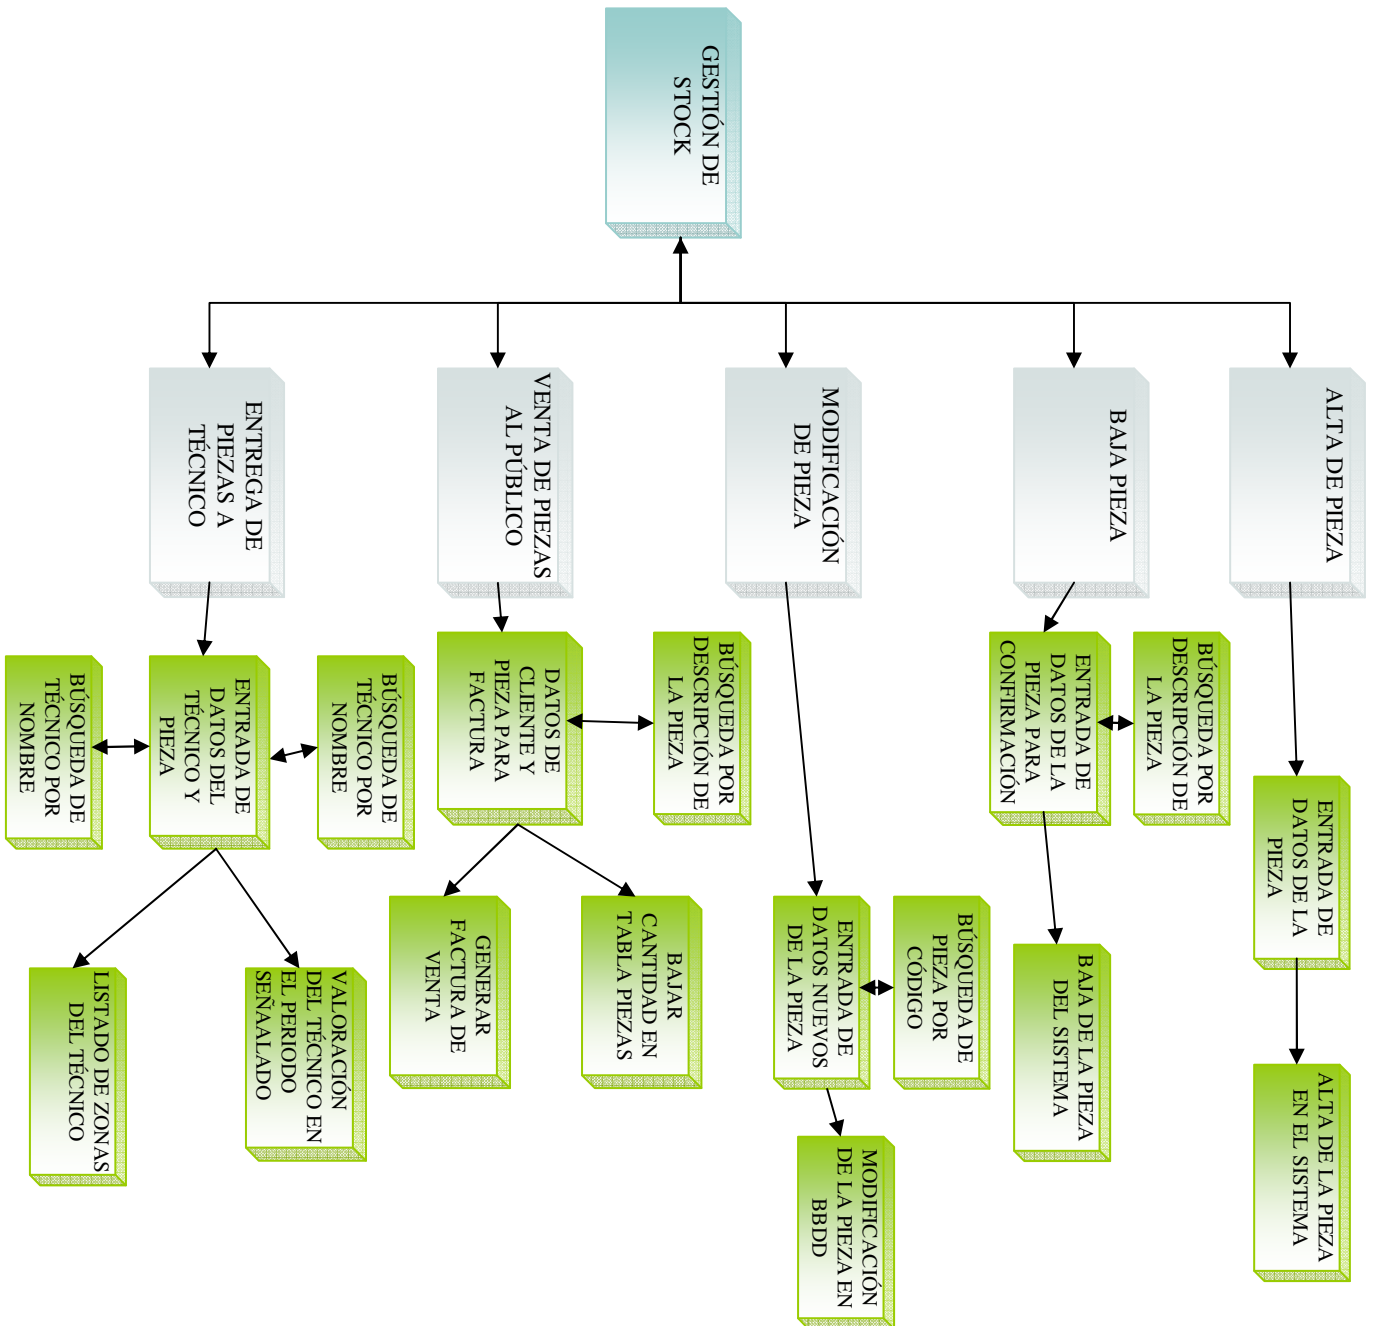 GESTIÓN DE
STOCK
ALTA DE PIEZA
BAJA PIEZA
MODIFICACIÓN
DE PIEZA
VENTA DE PIEZAS
AL PÚBLICO
ENTREGA DE
PIEZAS A
TÉCNICO
BÚSQUEDA POR
DESCRIPCIÓN DE
LA PIEZA
ENTRADA DE
DATOS DE LA
PIEZA PARA
CONFIRMACIÓN
BÚSQUEDA POR
DESCRIPCIÓN DE
LA PIEZA
DATOS DE
CLIENTE Y
PIEZA PARA
FACTURA
BÚSQUEDA DE
TÉCNICO POR
NOMBRE
ENTRADA DE
DATOS DEL
TÉCNICO Y
PIEZA
BÚSQUEDA DE
TÉCNICO POR
NOMBRE
ENTRADA DE
DATOS DE LA
PIEZA
BÚSQUEDA DE
PIEZA POR
CÓDIGO
ENTRADA DE
DATOS NUEVOS
DE LA PIEZA
BAJAR
CANTIDAD EN
TABLA PIEZAS
GENERAR
FACTURA DE
VENTA
BAJA DE LA PIEZA
DEL SISTEMA
VALORACIÓN
DEL TÉCNICO EN
EL PERIODO
SEÑAALADO
LISTADO DE ZONAS
DEL TÉCNICO
ALTA DE LA PIEZA
EN EL SISTEMA
MODIFICACIÓN
DE LA PIEZA EN
BBDD